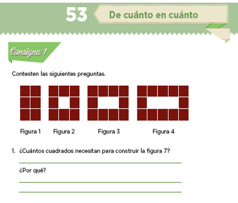 53
De cuánto en cuánto
Consigna 1
Contesten las siguientes preguntas.
Figura 1 Figura 2 Figura 3 Figura 4
1. ¿Cuántos cuadrados necesitan para construir la figura 7?
¿Por qué?